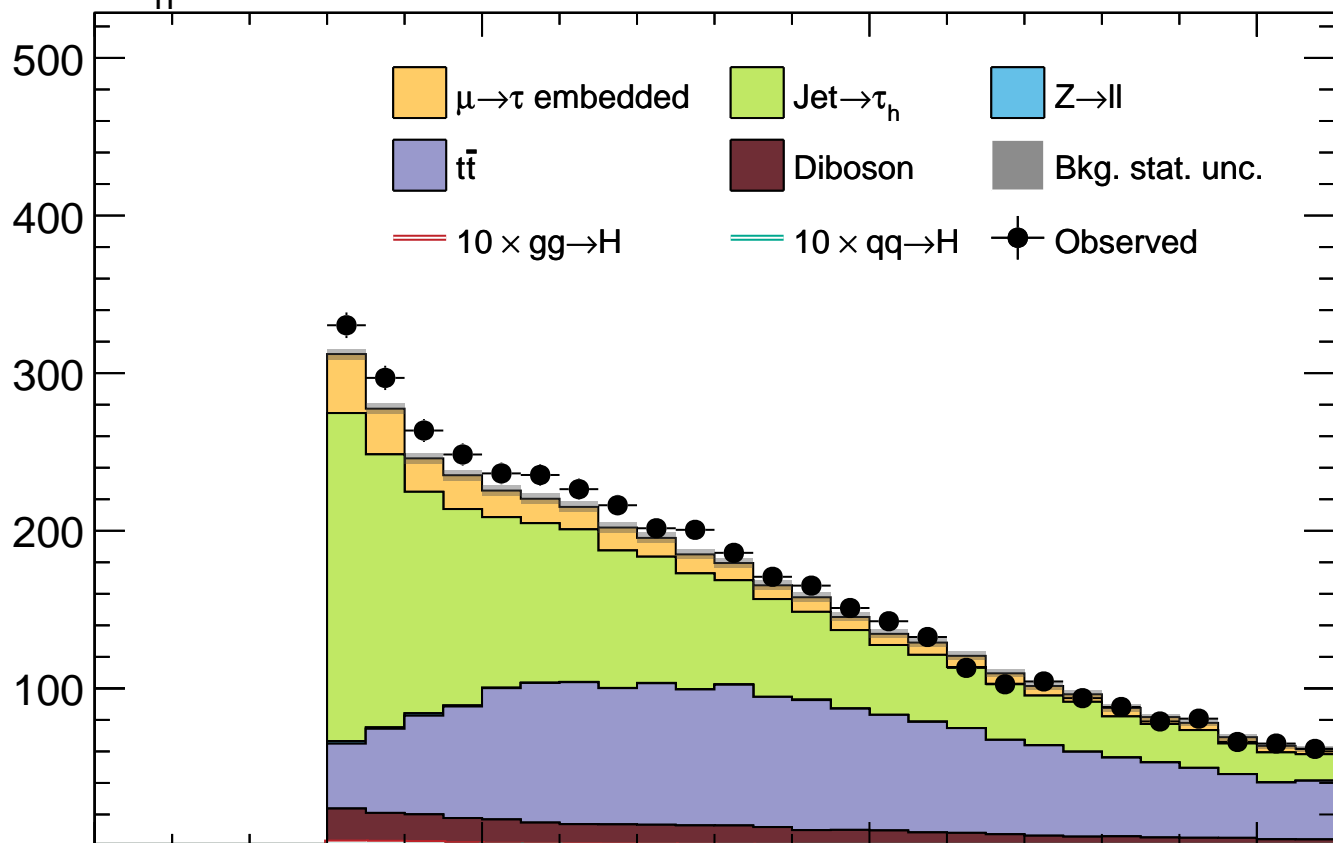 500
μ→τ embedded Jet→τh Z→ll
tt̄ Diboson Bkg. stat. unc.
400
10 × gg→H 10 × qq→H Observed
300
200
100